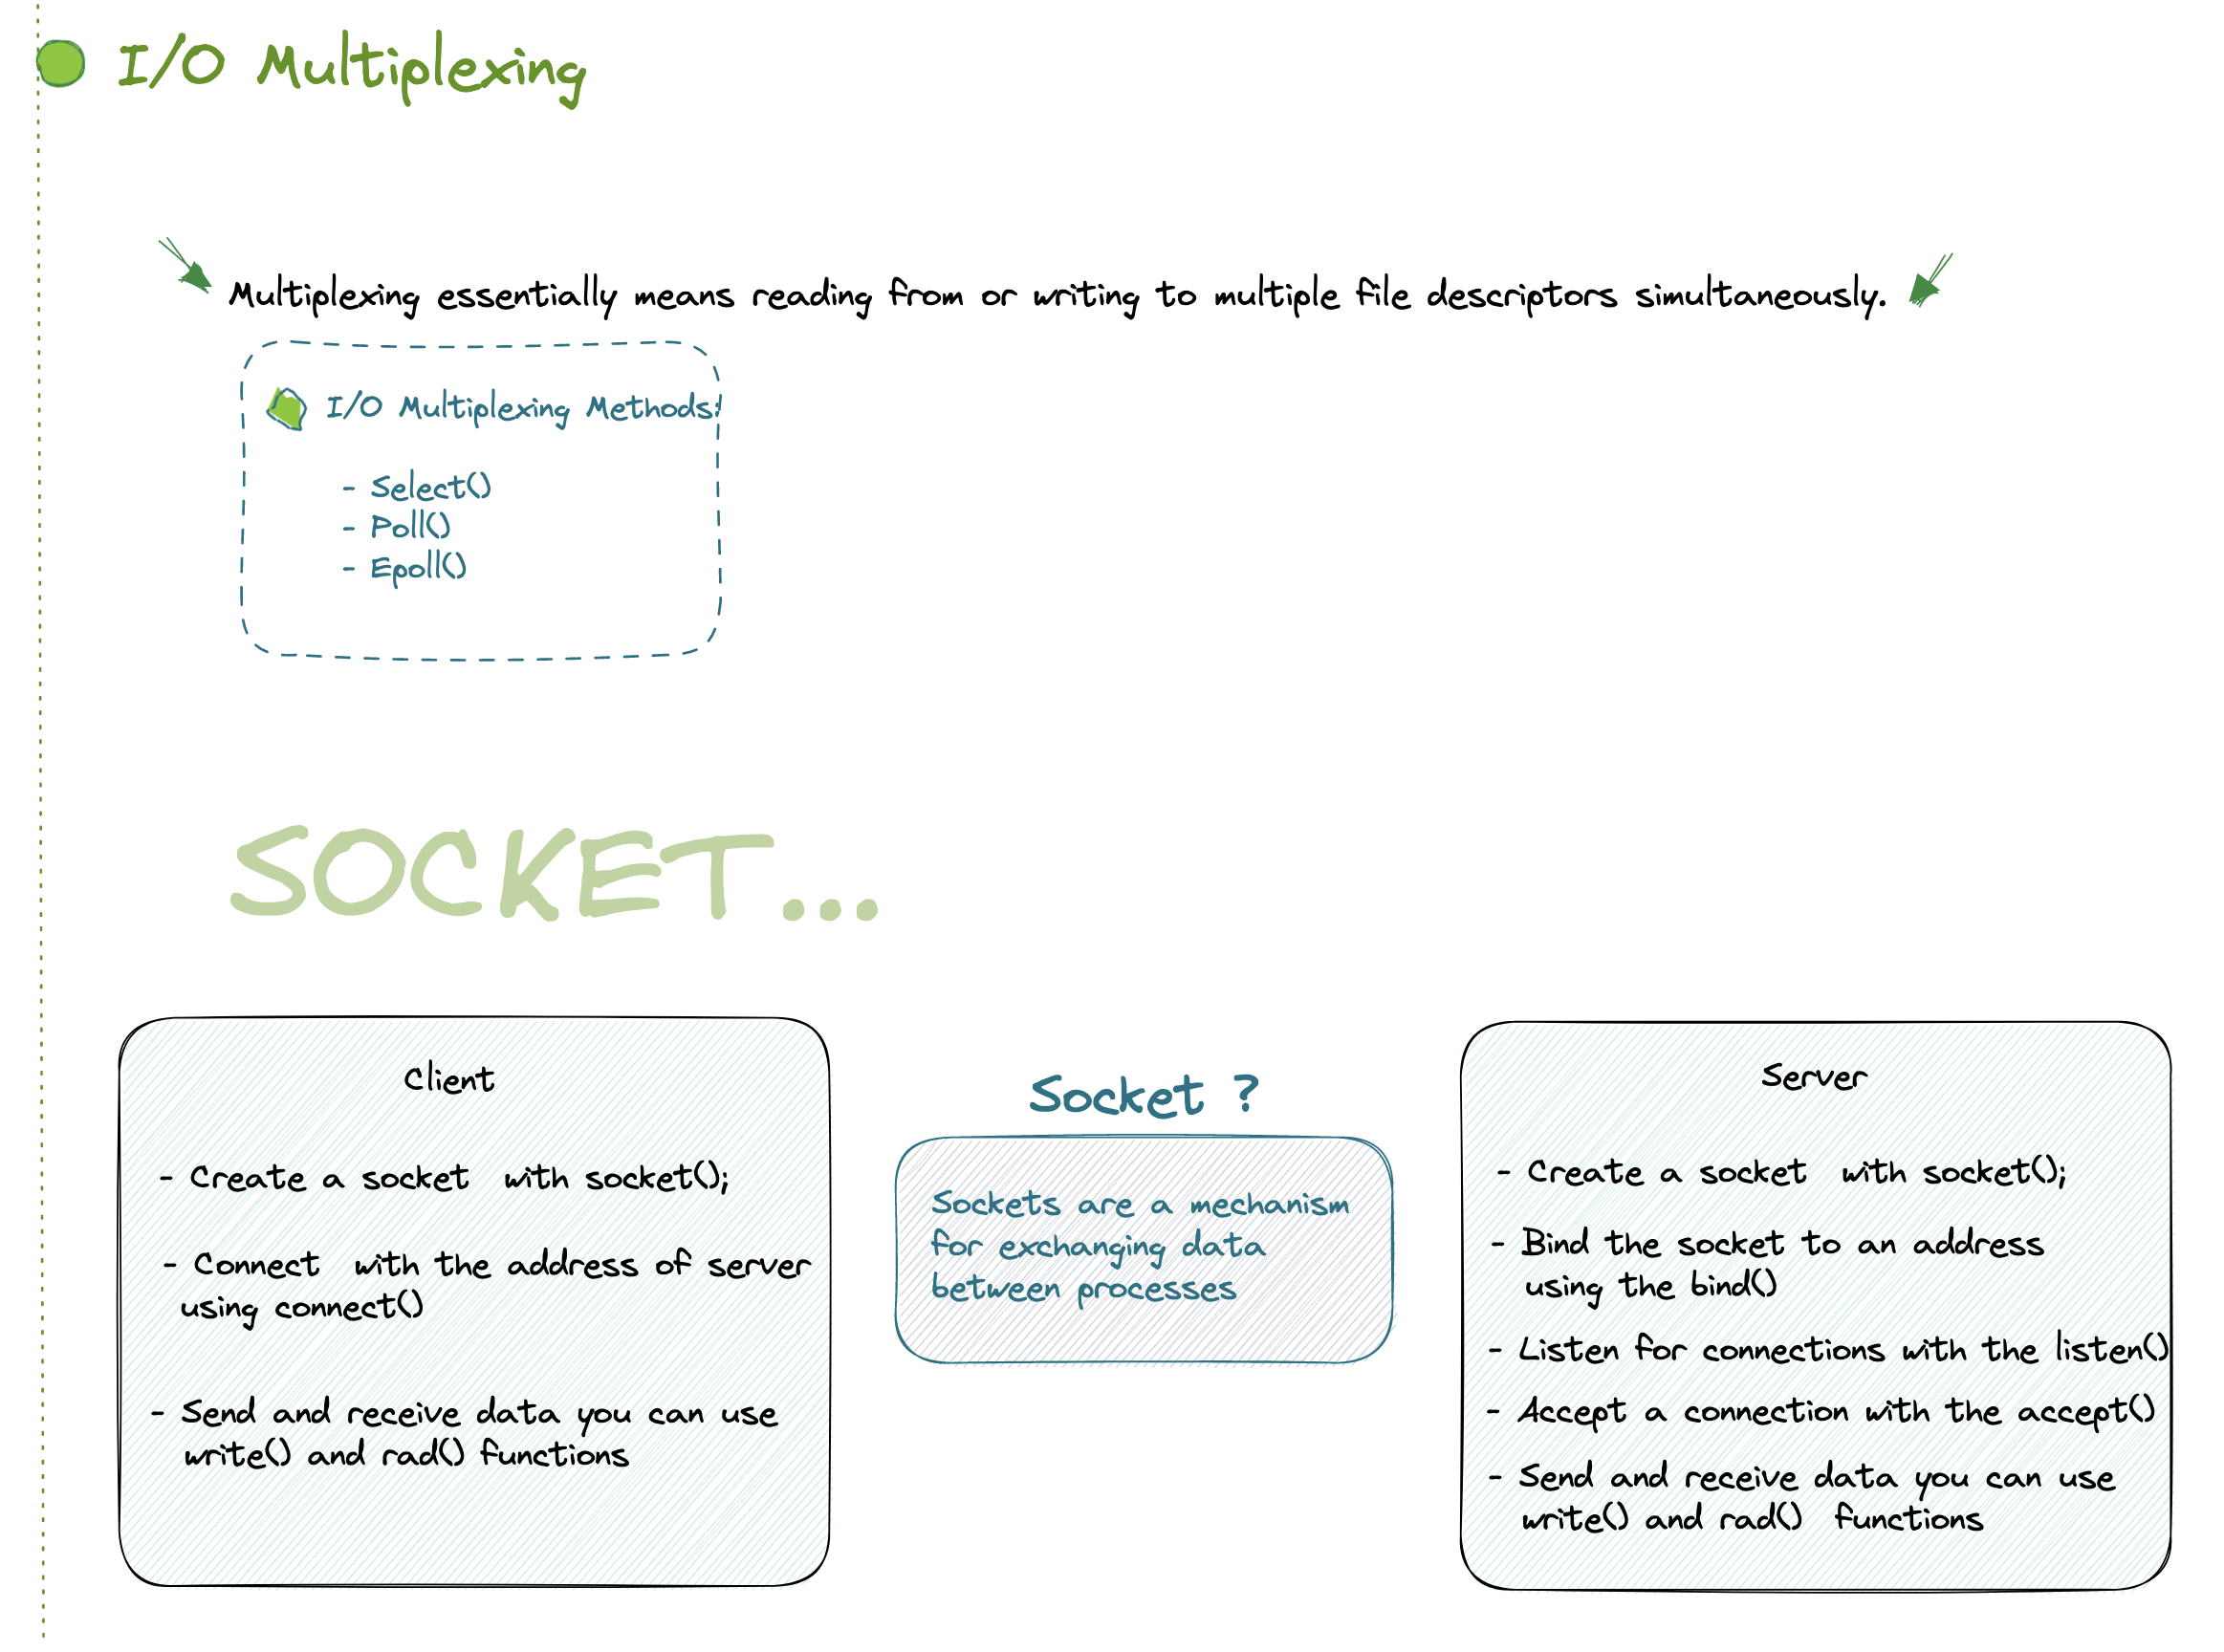 I/O Multiplexing
Multiplexing essentially means reading from or writing to multiple file descriptors simultaneously.
I/O Multiplexing Methods:
- Select()
- Poll()
- Epoll()
SOCKET...
Client
- Create a socket with socket();
- Connect with the address of server
using connect()
- Send and receive data you can use
write() and rad() functions
Socket ?
Sockets are a mechanism
for exchanging data
between processes
Server
- Create a socket with socket();
- Bind the socket to an address
using the bind()
- Listen for connections with the listen()
- Accept a connection with the accept()
- Send and receive data you can use
write() and rad() functions